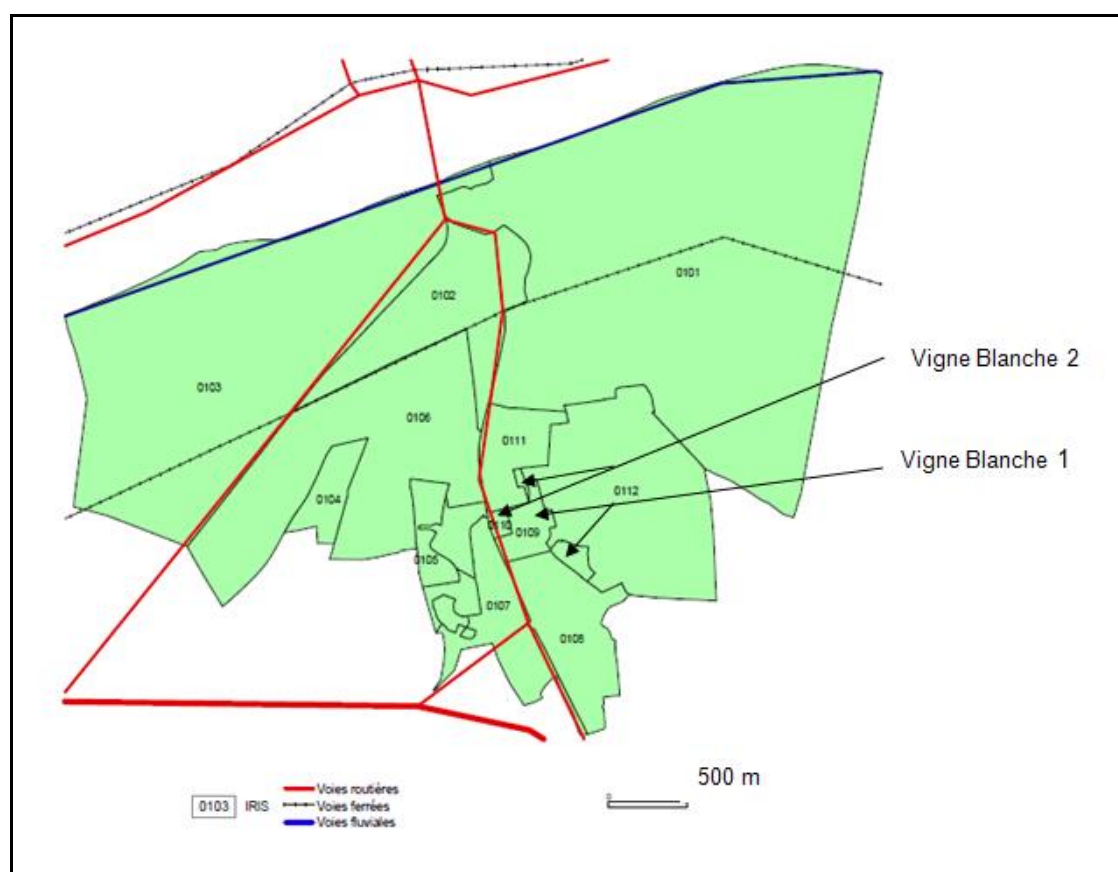 0101
0102
Vigne Blanche 2
0103
0106
0111
Vigne Blanche 1
0112
0104
0110
0109
0105
0107
0108
500 m
Voies routières
0103 IRIS
Voies ferrées
Voies fluviales
0